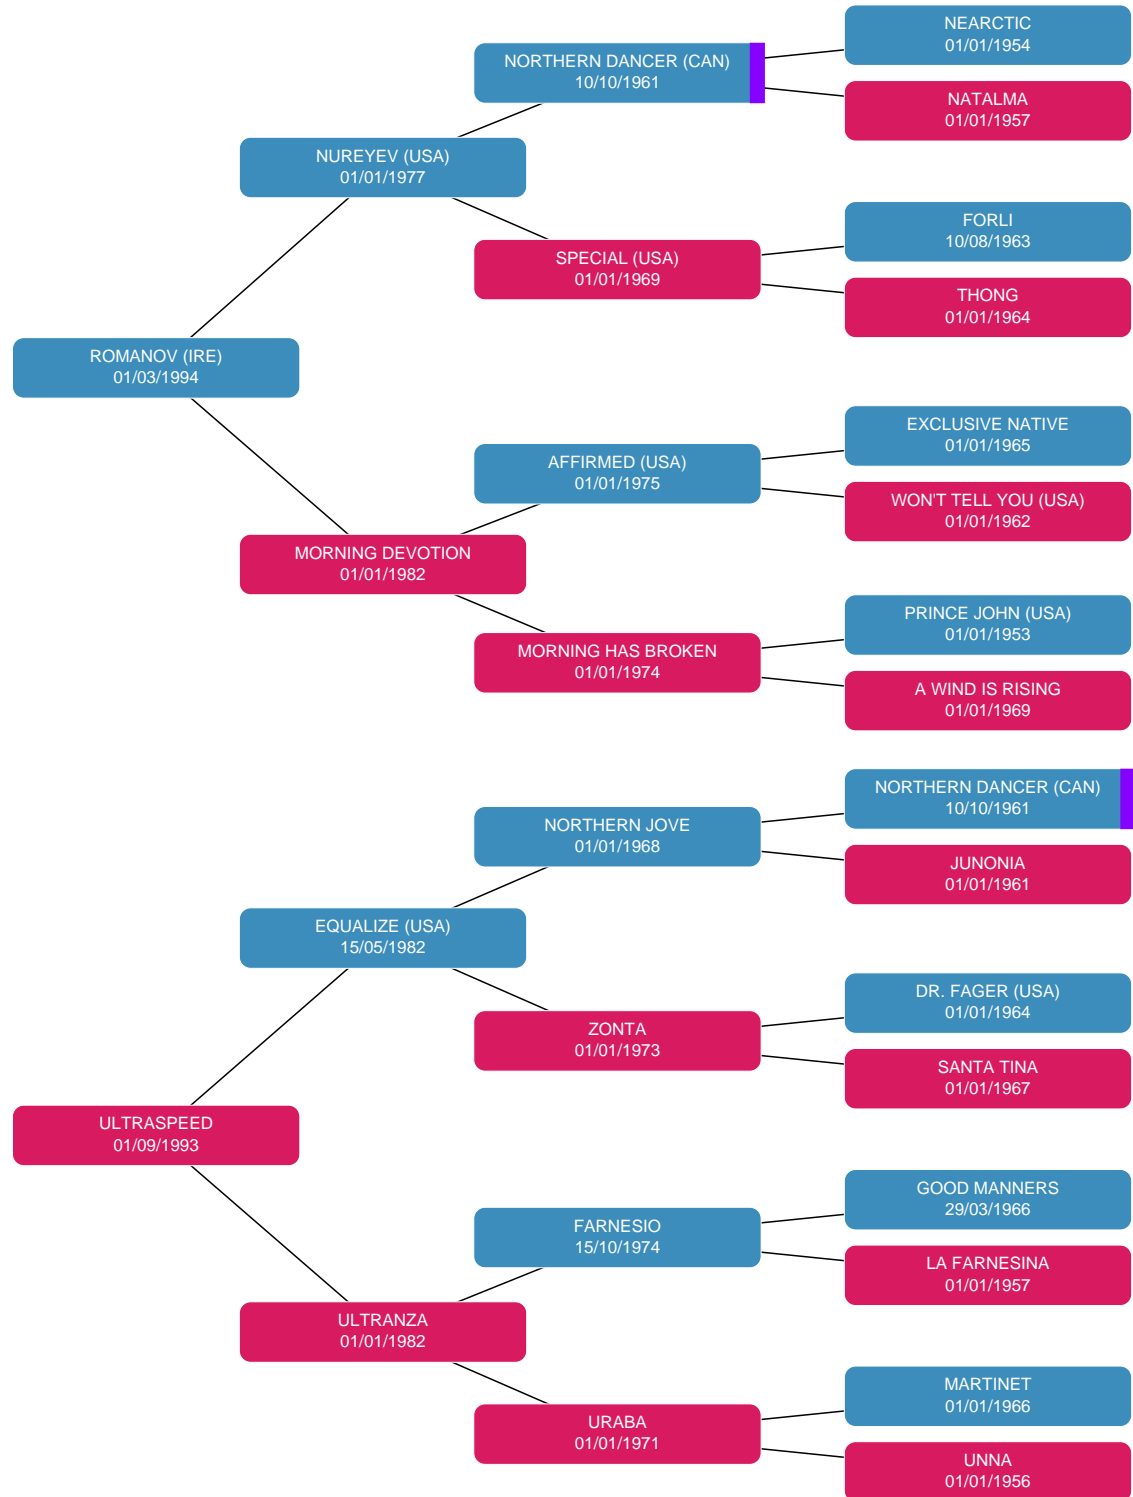 NEARCTIC
01/01/1954
NORTHERN DANCER (CAN)
10/10/1961
NATALMA
01/01/1957
NUREYEV (USA)
01/01/1977
FORLI
10/08/1963
SPECIAL (USA)
01/01/1969
THONG
01/01/1964
ROMANOV (IRE)
01/03/1994
EXCLUSIVE NATIVE
01/01/1965
AFFIRMED (USA)
01/01/1975
WON'T TELL YOU (USA)
01/01/1962
MORNING DEVOTION
01/01/1982
PRINCE JOHN (USA)
01/01/1953
MORNING HAS BROKEN
01/01/1974
A WIND IS RISING
01/01/1969
NORTHERN DANCER (CAN)
10/10/1961
NORTHERN JOVE
01/01/1968
JUNONIA
01/01/1961
EQUALIZE (USA)
15/05/1982
DR. FAGER (USA)
01/01/1964
ZONTA
01/01/1973
SANTA TINA
01/01/1967
ULTRASPEED
01/09/1993
GOOD MANNERS
29/03/1966
FARNESIO
15/10/1974
LA FARNESINA
01/01/1957
ULTRANZA
01/01/1982
MARTINET
01/01/1966
URABA
01/01/1971
UNNA
01/01/1956